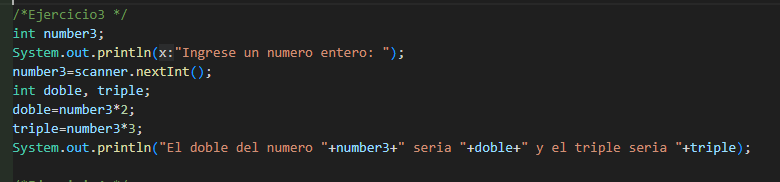 /*Ejercicio3 */
int number3;
System.out.println(x:"Ingrese un numero entero: ");
number3=scanner.nextInt();
int doble, triple;
doble=number3*2;
triple=number3*3;
System.out.println("El doble del numero "+number3+" seria "+doble+" y el triple seria "+triple);